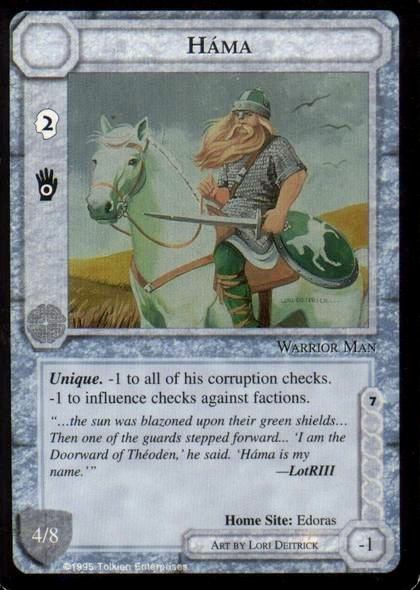 HÁMA
2
0
WARRIOR MAN
Unique. -1 to all of his corruption checks.
-1 to influence checks against factions.
7
“…the sun was blazoned upon their green shields…
Then one of the guards stepped forward... ‘I am the
Doorward of Théoden,’ he said. ‘Háma is my
name.’” —LotRIII
Home Site: Edoras
4/8
ART BY LORI DEITRICK
-1
©1995 Tolkien Enterprises